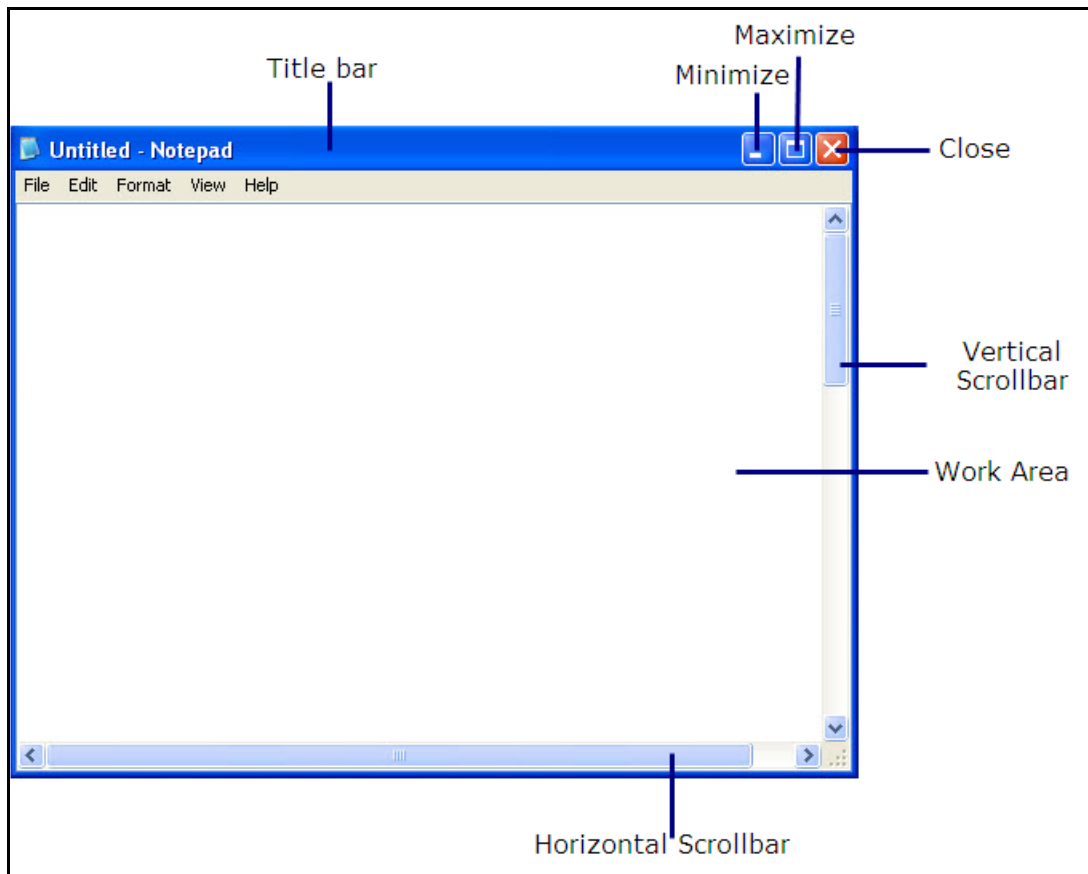 Maximize
Title bar
Minimize
Untitled - Notepad
Close
File Edit Format View Help
Vertical
Scrollbar
Work Area
Horizontal Scrollbar